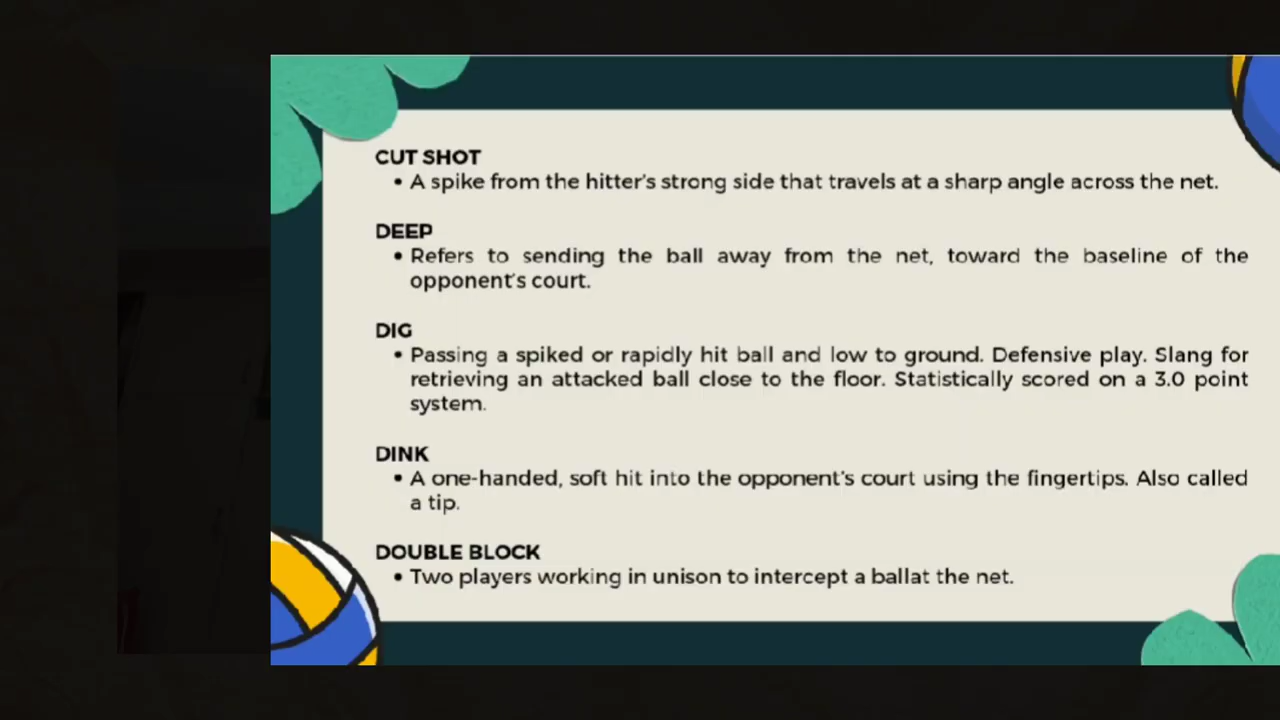 CUT SHOT
• A spike from the hitter's strong side that travels at a sharp angle across the net.
DEEP
• Refers to sending the ball away from the net, toward the baseline of the
opponent's court.
DIG
• Passing a spiked or rapidly hit ball and low to ground. Defensive play. Slang for
retrieving an attacked ball close to the floor. Statistically scored on a 3.0 point
system.
DINK
• A one-handed, soft hit into the opponent's court using the fingertips. Also called
a tip.
DOUBLE BLOCK
• Two players working in unison to intercept a ballat the net.